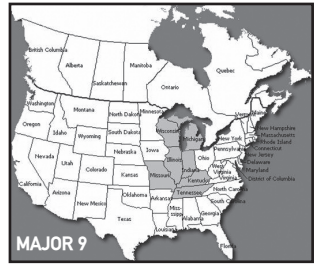 British Columbia
Alberta
Manitoba
Saskatchewan
Ontario
Quebec
Washington
Montana
North Dakota
Minnesota
Oregon
Idaho
Wyoming
South Dakota
Wisconsin
Michigan
New York
Vermont
Maine
New Hampshire
Massachusetts
Rhode Island
Connecticut
New Jersey
Delaware
Maryland
District of Columbia
Nevada
Utah
Colorado
Nebraska
Iowa
Illinois
Indiana
Ohio
Pennsylvania
West
Virginia
Virginia
California
Arizona
New Mexico
Kansas
Missouri
Kentucky
Tennessee
North Carolina
South Carolina
Oklahoma
Arkansas
Texas
Louisiana
Miss-
issippi
Alabama
Georgia
Florida
MAJOR 9